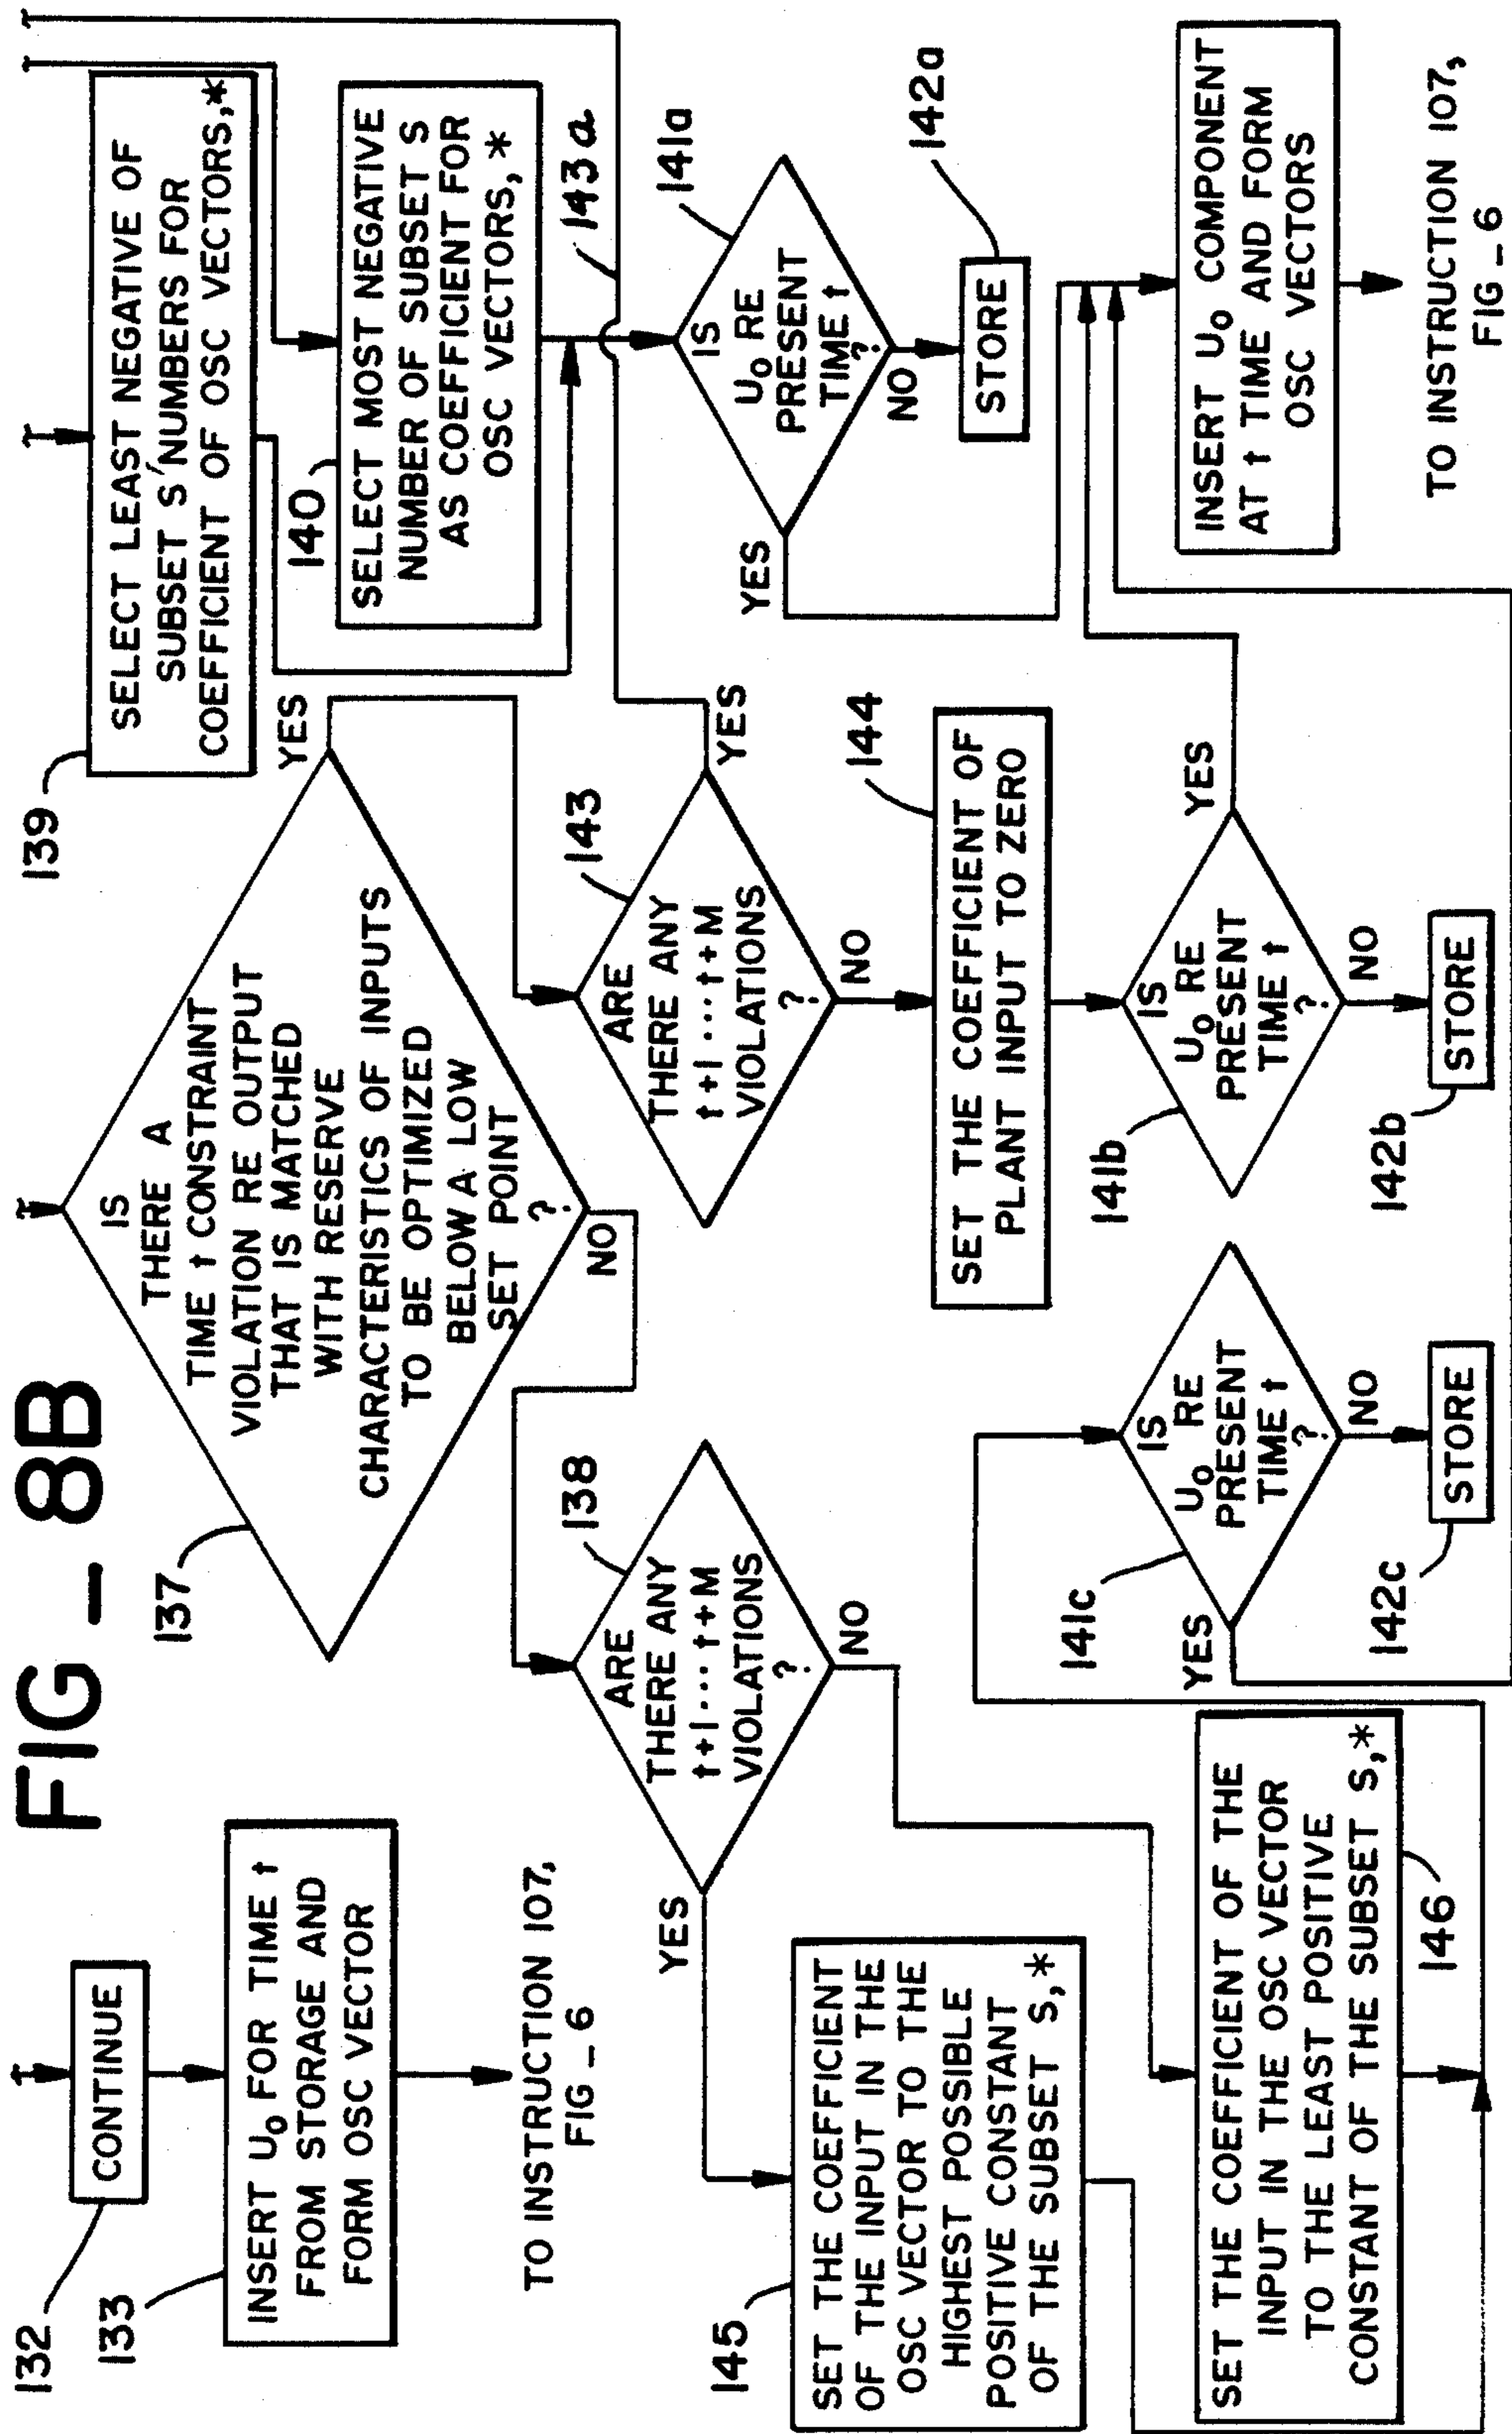 FIG – 8B
132
CONTINUE
133
INSERT U₀ FOR TIME t
FROM STORAGE AND
FORM OSC VECTOR
TO INSTRUCTION 107,
FIG – 6
137
IS
THERE A
TIME t CONSTRAINT
VIOLATION RE OUTPUT
THAT IS MATCHED
WITH RESERVE
CHARACTERISTICS OF INPUTS
TO BE OPTIMIZED
BELOW A LOW
SET POINT
?
YES
NO
139
SELECT LEAST NEGATIVE OF
SUBSET S' NUMBERS FOR
COEFFICIENT OF OSC VECTORS,*
140
SELECT MOST NEGATIVE
NUMBER OF SUBSET S
AS COEFFICIENT FOR
OSC VECTORS, *
143a
138
ARE
THERE ANY
t+1...t+M
VIOLATIONS
?
YES
NO
143
ARE
THERE ANY
t+1...t+M
VIOLATIONS
?
YES
NO
141a
IS
U₀ RE
PRESENT
TIME t
?
YES
NO
142a
STORE
145
SET THE COEFFICIENT
OF THE INPUT IN THE
OSC VECTOR TO THE
HIGHEST POSSIBLE
POSITIVE CONSTANT
OF THE SUBSET S,*
144
SET THE COEFFICIENT OF
PLANT INPUT TO ZERO
141c
IS
U₀ RE
PRESENT
TIME t
?
YES
NO
142c
STORE
141b
IS
U₀ RE
PRESENT
TIME t
?
YES
NO
142b
STORE
146
SET THE COEFFICIENT OF THE
INPUT IN THE OSC VECTOR
TO THE LEAST POSITIVE
CONSTANT OF THE SUBSET S,*
INSERT U₀ COMPONENT
AT t TIME AND FORM
OSC VECTORS
TO INSTRUCTION 107,
FIG – 6